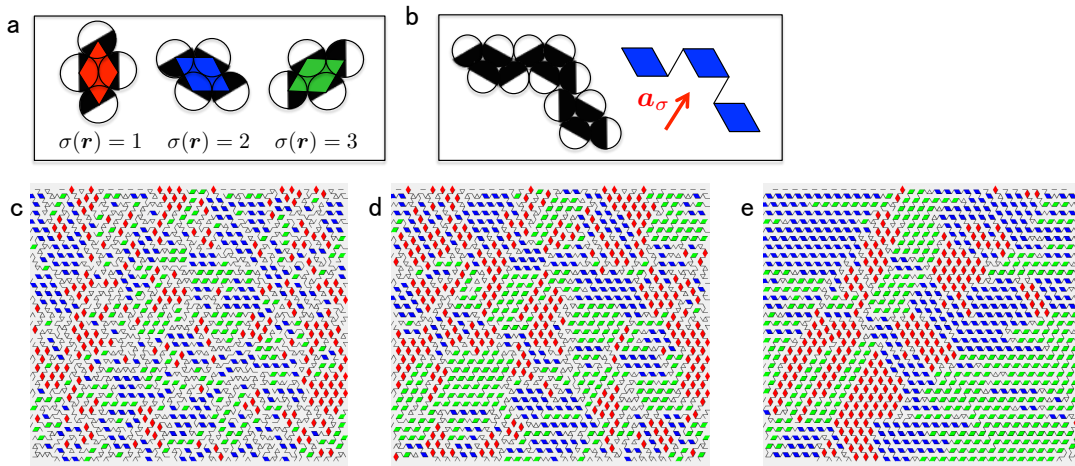 a
b
σ(r) = 1
σ(r) = 2
σ(r) = 3
a_σ
c
d
e